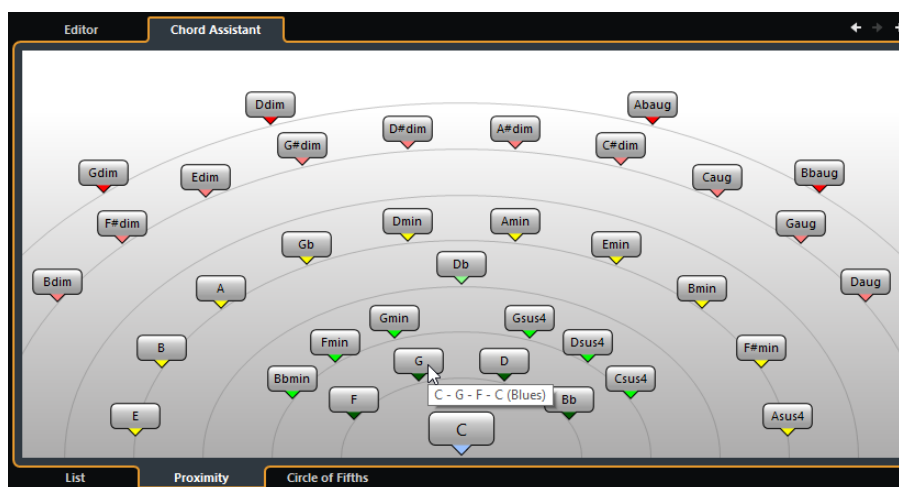 Editor
Chord Assistant
Ddim
Abaug
D#dim
A#dim
G#dim
C#dim
Gdim
Edim
Caug
Bbaug
F#dim
Dmin
Amin
Gaug
Gb
Emin
Db
Bdim
A
Bmin
Daug
Gmin
Gsus4
Fmin
Dsus4
B
F#min
G
D
Bbmin
Csus4
C - G - F - C (Blues)
F
Bb
E
Asus4
C
List
Proximity
Circle of Fifths